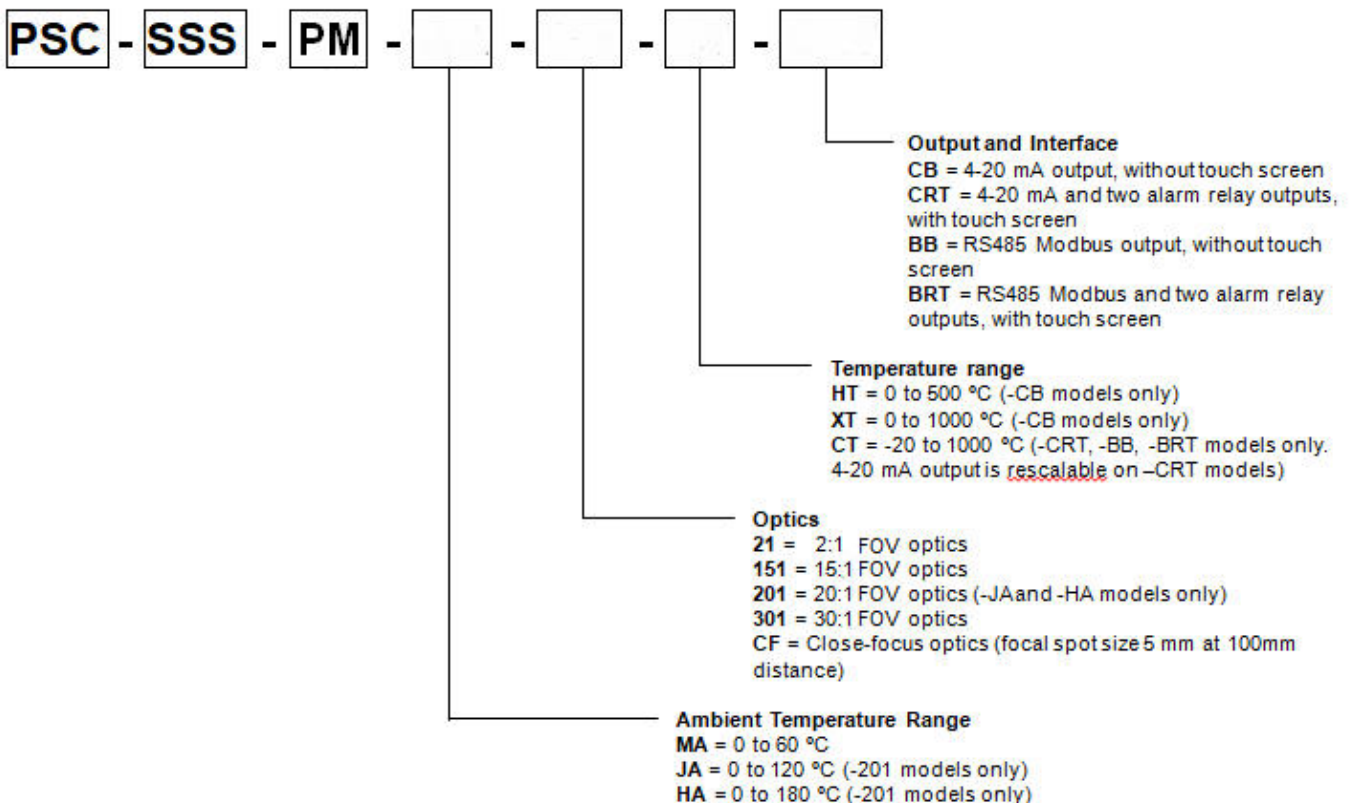 PSC - SSS - PM - - - -
Output and Interface
CB = 4-20 mA output, without touch screen
CRT = 4-20 mA and two alarm relay outputs,
with touch screen
BB = RS485 Modbus output, without touch
screen
BRT = RS485 Modbus and two alarm relay
outputs, with touch screen
Temperature range
HT = 0 to 500 ºC (-CB models only)
XT = 0 to 1000 ºC (-CB models only)
CT = -20 to 1000 ºC (-CRT, -BB, -BRT models only.
4-20 mA output is rescalable on –CRT models)
Optics
21 = 2:1 FOV optics
151 = 15:1 FOV optics
201 = 20:1 FOV optics (-JA and -HA models only)
301 = 30:1 FOV optics
CF = Close-focus optics (focal spot size 5 mm at 100mm
distance)
Ambient Temperature Range
MA = 0 to 60 ºC
JA = 0 to 120 ºC (-201 models only)
HA = 0 to 180 ºC (-201 models only)